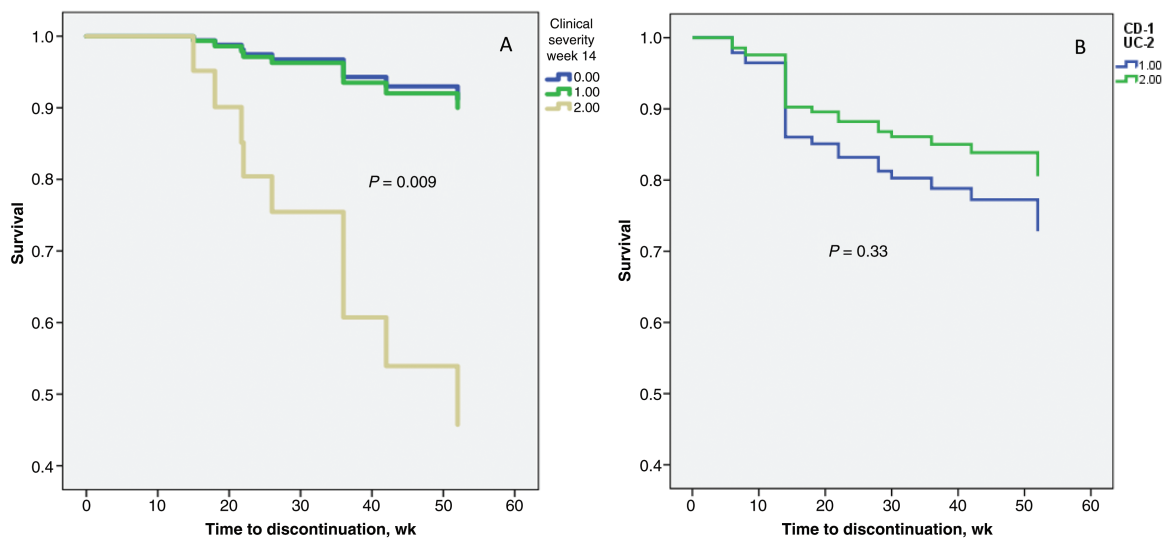 A
Clinical
severity
week 14
0.00
1.00
2.00
P = 0.009
1.0
0.9
0.8
0.7
0.6
0.5
0.4
Survival
0 10 20 30 40 50 60
Time to discontinuation, wk
B
CD-1
UC-2
1.00
2.00
P = 0.33
1.0
0.9
0.8
0.7
0.6
0.5
0.4
Survival
0 10 20 30 40 50 60
Time to discontinuation, wk